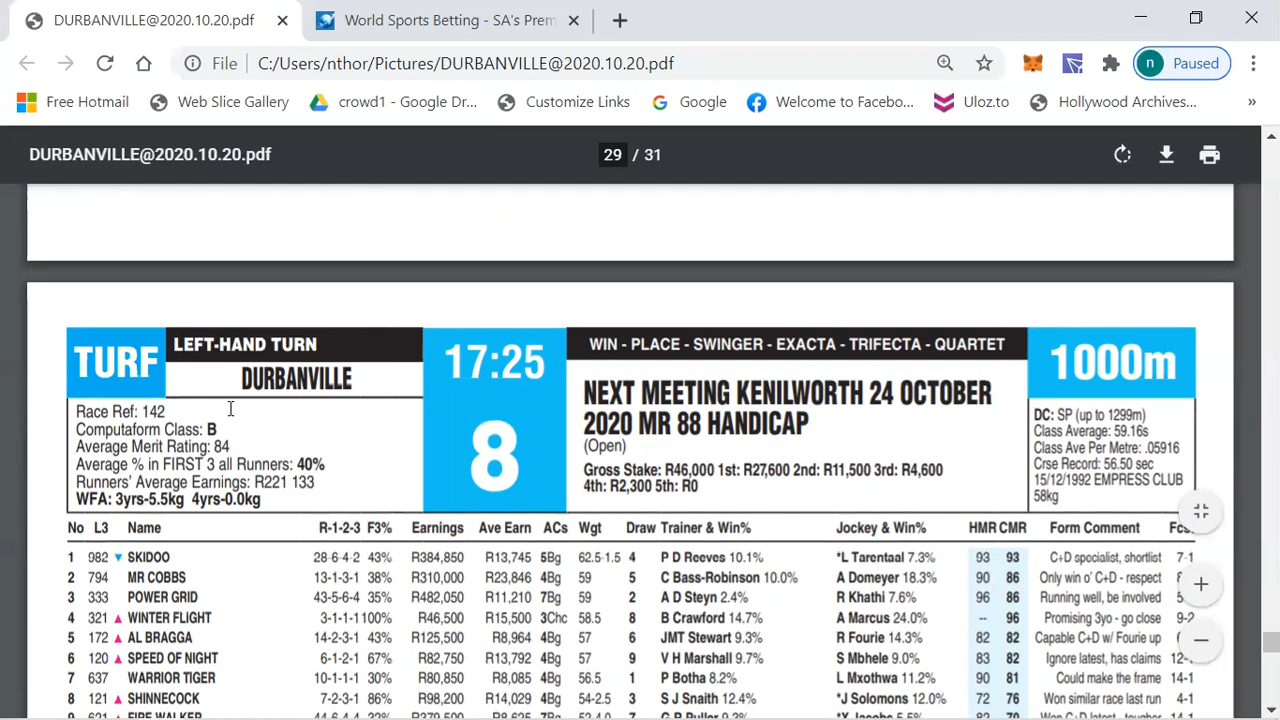 DURBANVILLE@2020.10.20.pdf
World Sports Betting - SA's Prem
File C:/Users/nthor/Pictures/DURBANVILLE@2020.10.20.pdf n Paused
Free Hotmail Web Slice Gallery crowd1 - Google Dr... Customize Links Google Welcome to Facec... Uloz.to Hollywood Archives... »
DURBANVILLE@2020.10.20.pdf 29 / 31
TURF
LEFT-HAND TURN
DURBANVILLE
Race Ref: 142
Computaform Class: B
Average Merit Rating: 84
Average % in FIRST 3 all Runners: 40%
Runners' Average Earnings: R221 133
WFA: 3yrs-5.5kg 4yrs-0.0kg
17:25
8
WIN - PLACE - SWINGER - EXACTA - TRIFECTA - QUARTET
NEXT MEETING KENILWORTH 24 OCTOBER
2020 MR 88 HANDICAP
(Open)
Gross Stake: R46,000 1st: R27,600 2nd: R11,500 3rd: R4,600
4th: R2,300 5th: R0
1000m
DC: SP (up to 1299m)
Class Average: 59.16s
Class Ave Per Metre: .05916
Crse Record: 56.50 sec
15/12/1992 EMPRESS CLUB
58kg
No L3 Name R-1-2-3 F3% Earnings Ave Earn ACs Wgt Draw Trainer & Win% Jockey & Win% HMR CMR Form Comment Fcs
1 982 SKIDOO 28-6-4-2 43% R384,850 R13,745 5Bg 62.5-1.5 4 P D Reeves 10.1% *L Tarentaal 7.3% 93 93 C+D specialist, shortlist 7-1
2 794 MR COBBS 13-1-3-1 38% R310,000 R23,846 4Bg 59 5 C Bass-Robinson 10.0% A Domeyer 18.3% 90 86 Only win o' C+D - respect
3 333 POWER GRID 43-5-6-4 35% R482,050 R11,210 7Bg 59 2 A D Steyn 2.4% R Khathi 7.6% 96 86 Running well, be involved
4 321 WINTER FLIGHT 3-1-1-1 100% R46,500 R15,500 3Chc 58.5 8 B Crawford 14.7% A Marcus 24.0% -- 96 Promising 3yo - go close 9-2
5 172 AL BRAGGA 14-2-3-1 43% R125,500 R8,964 4Bg 57 6 JMT Stewart 9.3% R Fourie 14.3% 82 82 Capable C+D w/ Fourie up
6 120 SPEED OF NIGHT 6-1-2-1 67% R82,750 R13,792 4Bg 57 9 V H Marshall 9.7% S Mbhele 9.0% 83 82 Ignore latest, has claims 12-
7 637 WARRIOR TIGER 10-1-1-1 30% R80,850 R8,085 4Bg 56.5 1 P Botha 8.2% L Mxothwa 11.2% 90 81 Could make the frame 14-1
8 121 SHINNECOCK 7-2-3-1 86% R98,200 R14,029 4Bg 54-2.5 3 S J Snaith 12.4% *J Solomons 12.0% 72 76 Won similar race last run 4-1
9 621 FIRE WALKER